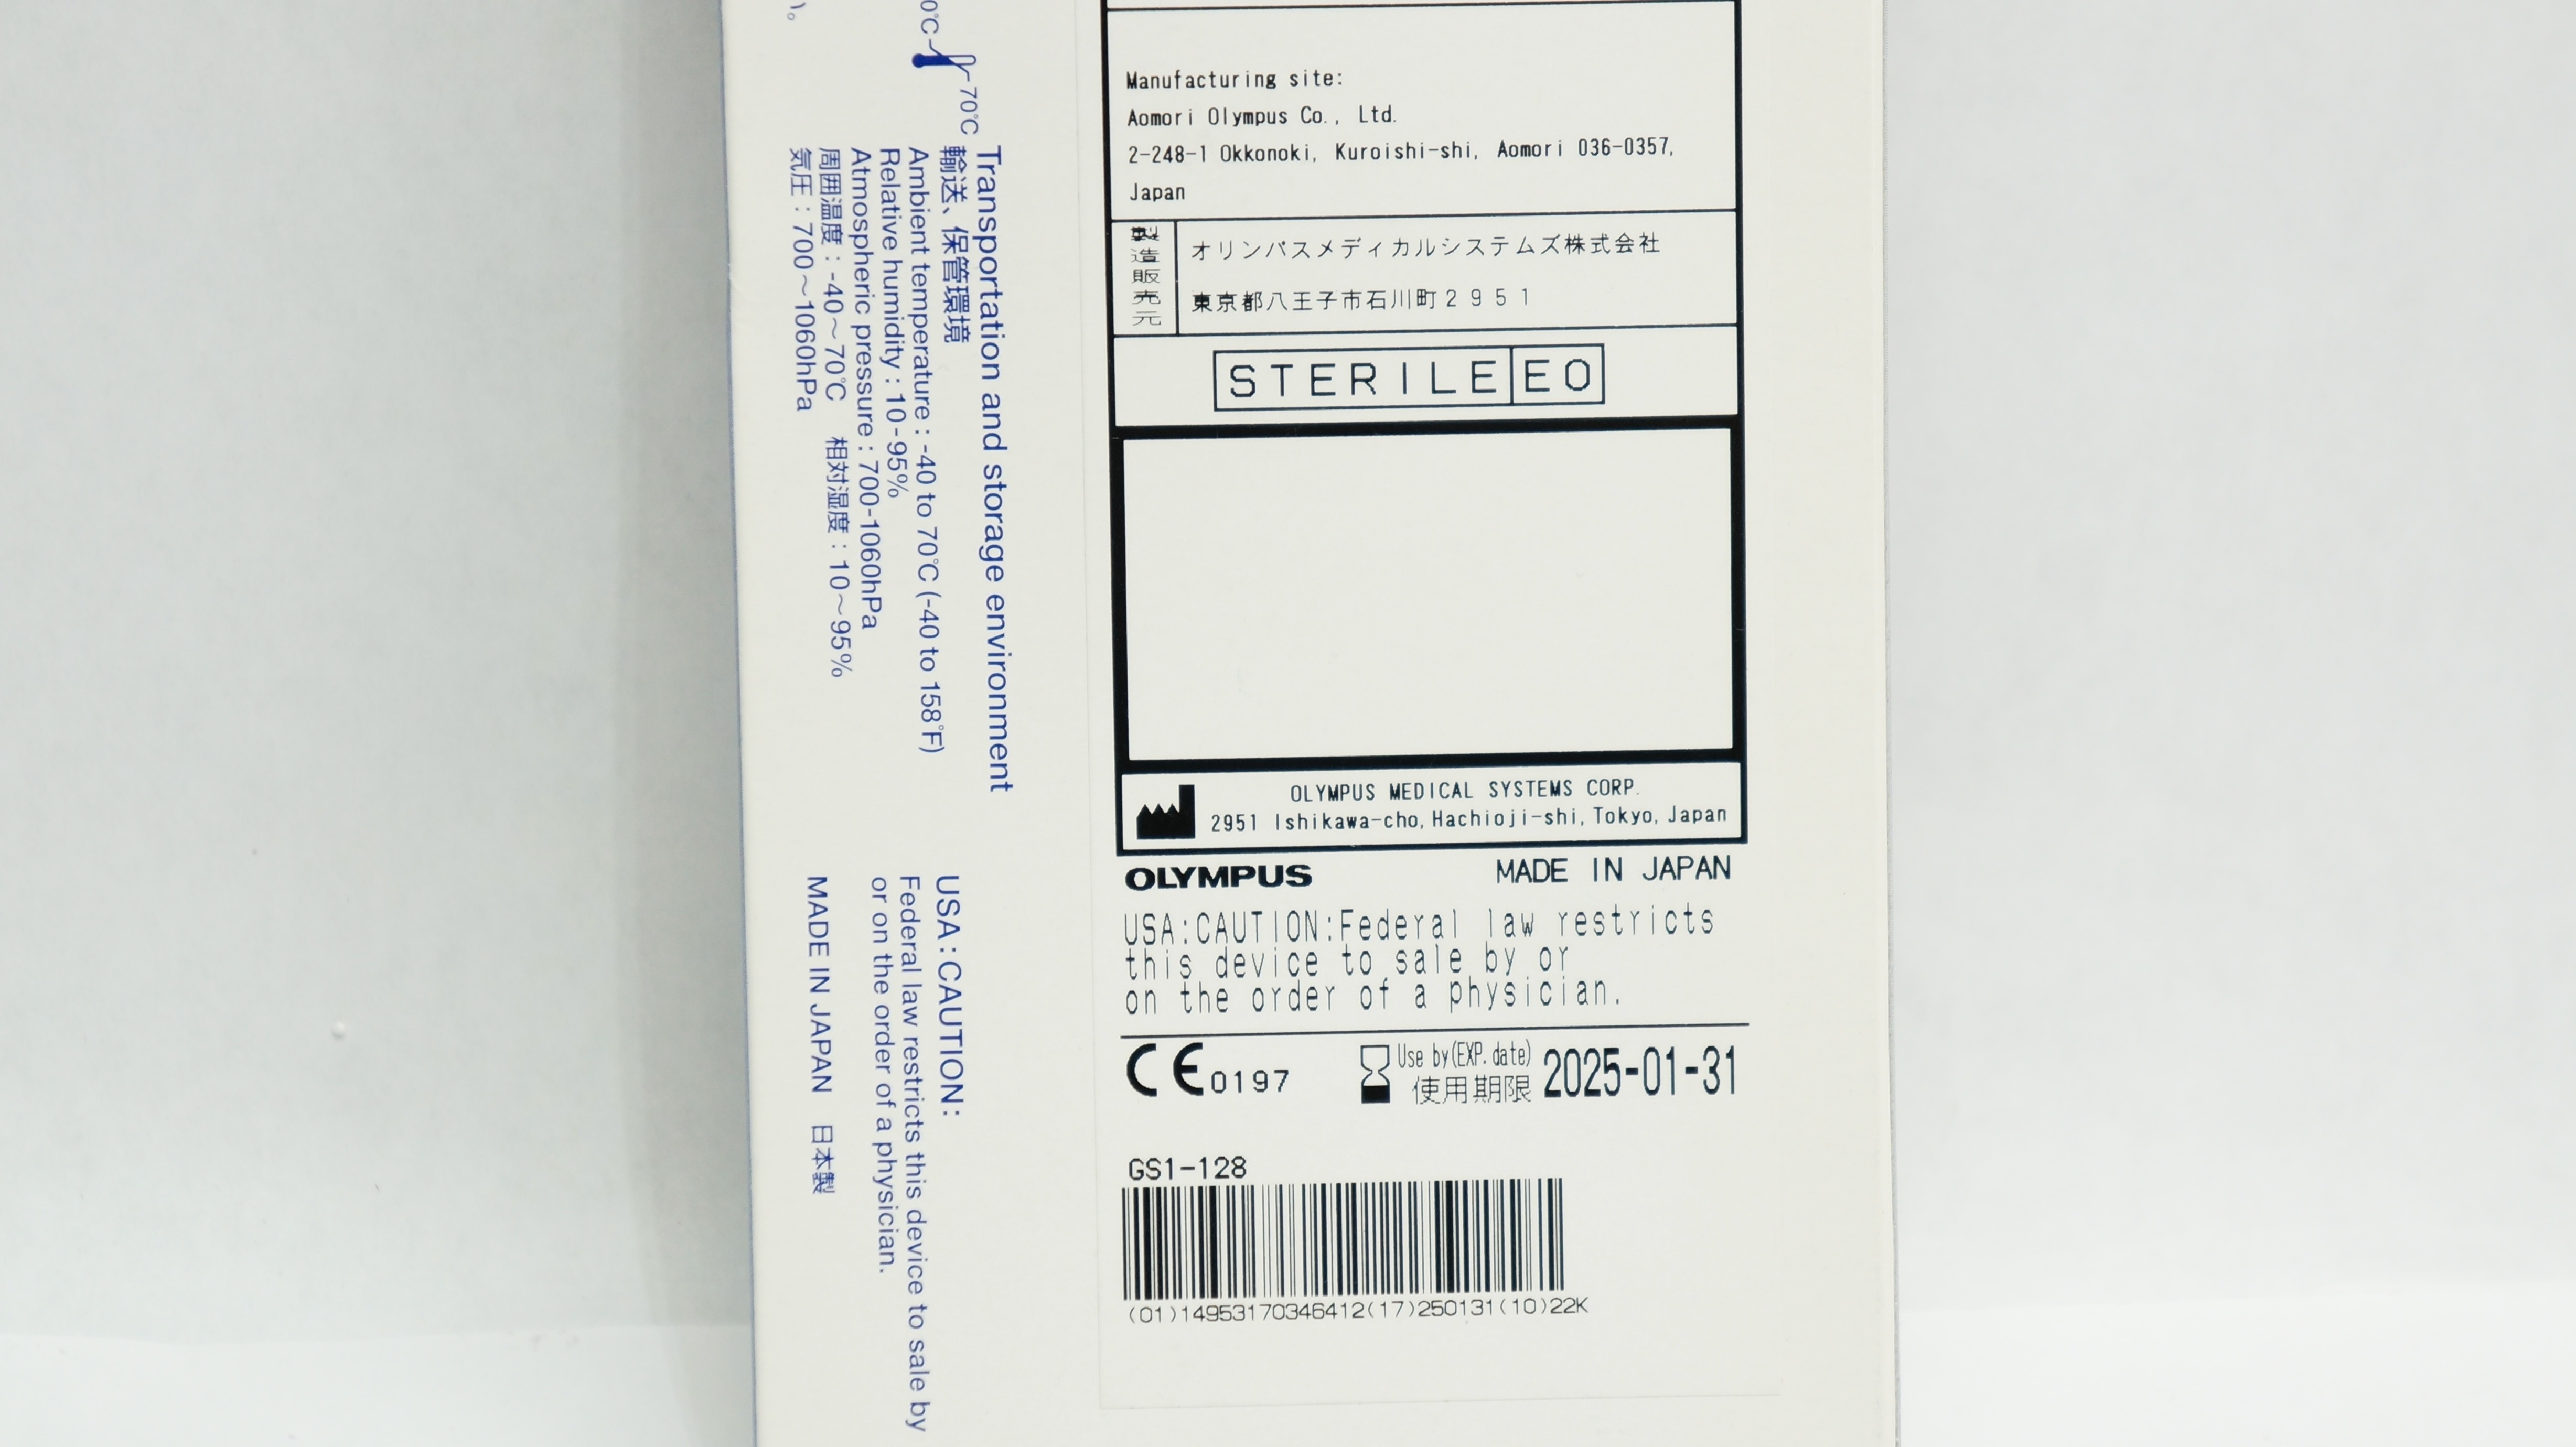 Manufacturing site:
Aomori Olympus Co., Ltd.
2-248-1 Okkonoki, Kuroishi-shi, Aomori 036-0357,
Japan
製造販売元
オリンパスメディカルシステムズ株式会社
東京都八王子市石川町2951
STERILE EO
OLYMPUS MEDICAL SYSTEMS CORP.
2951 Ishikawa-cho, Hachioji-shi, Tokyo, Japan
OLYMPUS MADE IN JAPAN
USA:CAUTION:Federal law restricts
this device to sale by or
on the order of a physician.
CE0197
Use by(EXP. date)
使用期限
2025-01-31
GS1-128
(01)14953170346412(17)250131(10)22K
70℃
Transportation and storage environment
輸送、保管環境
Ambient temperature : -40 to 70℃ (-40 to 158°F)
Relative humidity : 10-95%
Atmospheric pressure : 700-1060hPa
周囲温度：-40～70℃ 相対湿度：10～95%
気圧：700～1060hPa
USA : CAUTION:
Federal law restricts this device to sale by
or on the order of a physician.
MADE IN JAPAN 日本製